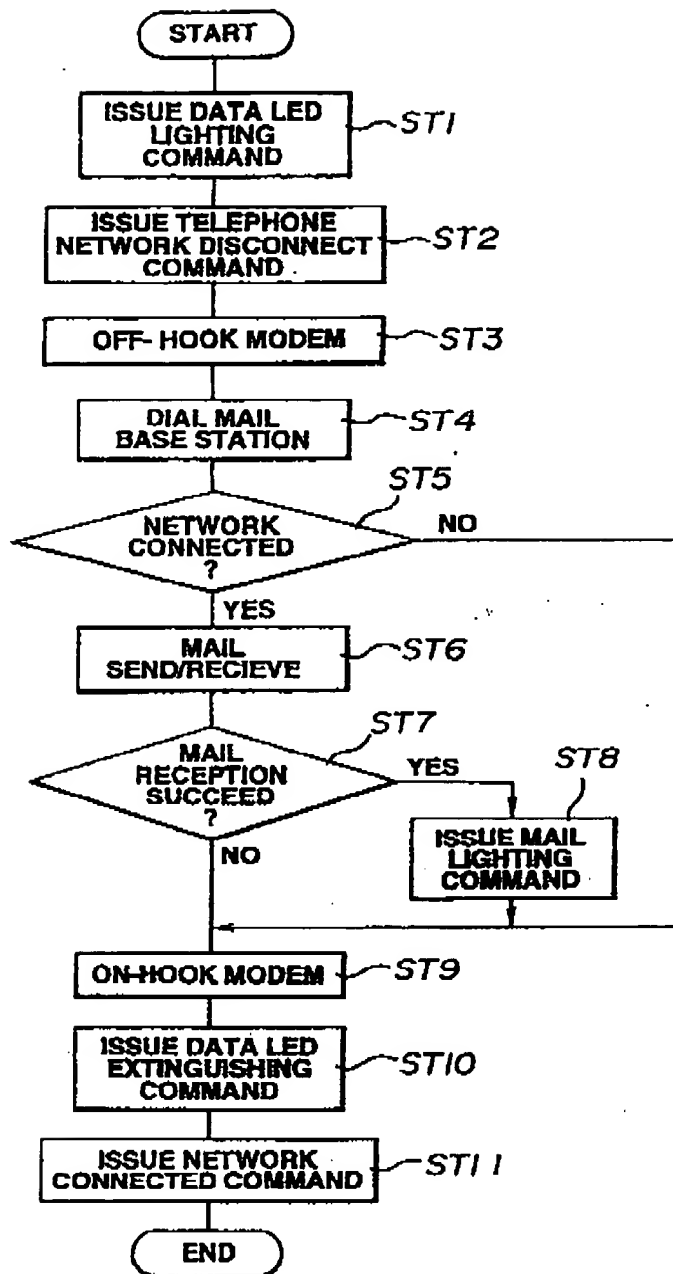 START
ISSUE DATA LED
LIGHTING
COMMAND
ST1
ISSUE TELEPHONE
NETWORK DISCONNECT
COMMAND
ST2
OFF-HOOK MODEM
ST3
DIAL MAIL
BASE STATION
ST4
ST5
NETWORK
CONNECTED
?
NO
YES
MAIL
SEND/RECIEVE
ST6
ST7
MAIL
RECEPTION
SUCCEED
?
YES
NO
ST8
ISSUE MAIL
LIGHTING
COMMAND
ON-HOOK MODEM
ST9
ISSUE DATA LED
EXTINGUISHING
COMMAND
ST10
ISSUE NETWORK
CONNECTED COMMAND
ST11
END